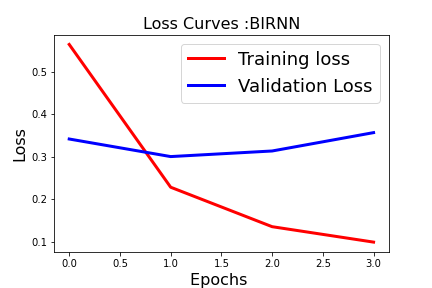 Loss Curves :BIRNN
Training loss
Validation Loss
Loss
0.5
0.4
0.3
0.2
0.1
0.0 0.5 1.0 1.5 2.0 2.5 3.0
Epochs